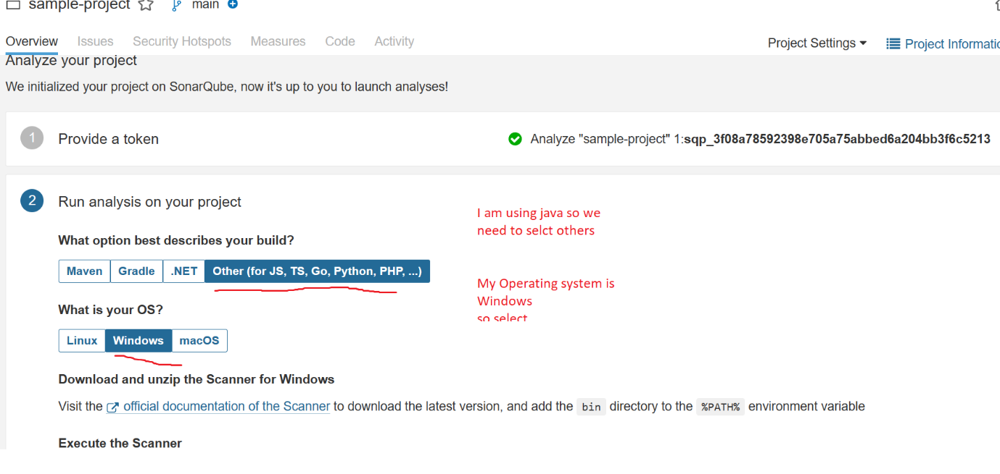 sample-project main
Overview Issues Security Hotspots Measures Code Activity Project Settings Project Informatic
Analyze your project
We initialized your project on SonarQube, now it's up to you to launch analyses!
1 Provide a token Analyze "sample-project" 1:sqp_3f08a78592398e705a75abbed6a204bb3f6c5213
2 Run analysis on your project
I am using java so we
need to selct others
What option best describes your build?
Maven Gradle .NET Other (for JS, TS, Go, Python, PHP, ...)
My Operating system is
Windows
so select
What is your OS?
Linux Windows macOS
Download and unzip the Scanner for Windows
Visit the official documentation of the Scanner to download the latest version, and add the bin directory to the %PATH% environment variable
Execute the Scanner